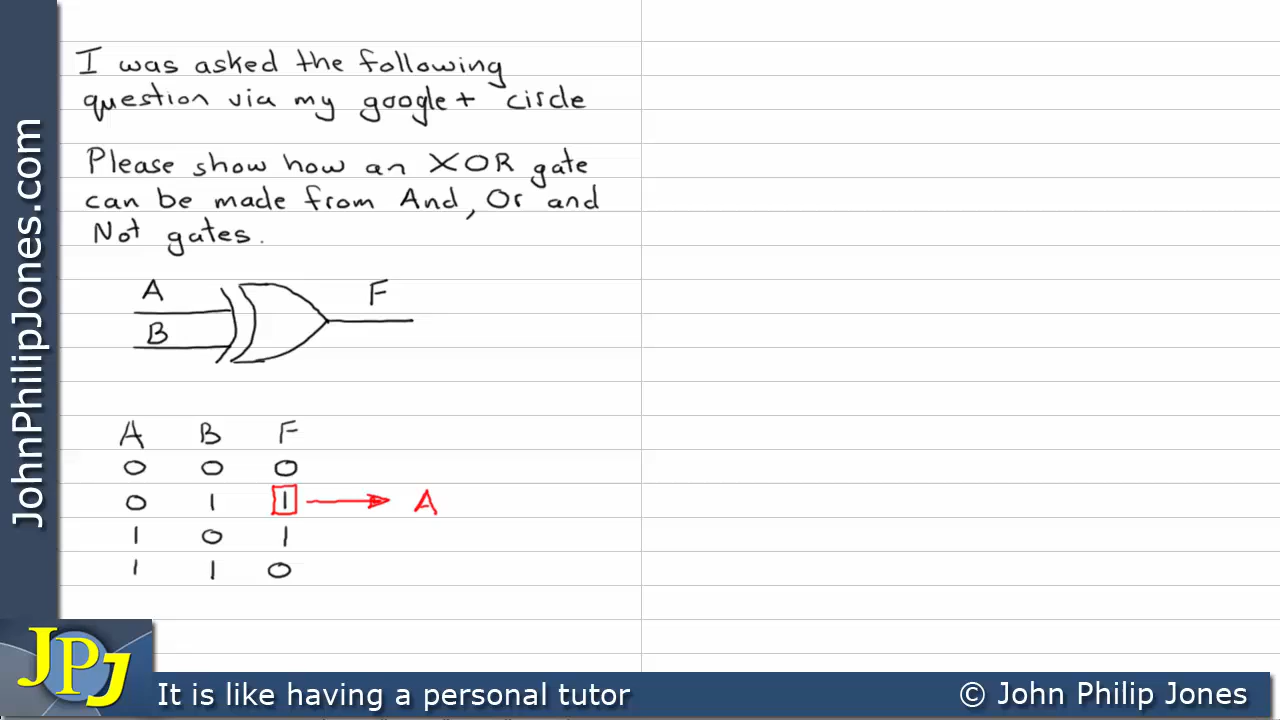 I was asked the following
question via my google+ circle
Please show how an XOR gate
can be made from And, Or and
Not gates.
A
F
B
A B F
0 0 0
0 1 1 A
1 0 1
1 1 0
JohnPhilipJones.com
JPJ
It is like having a personal tutor
© John Philip Jones